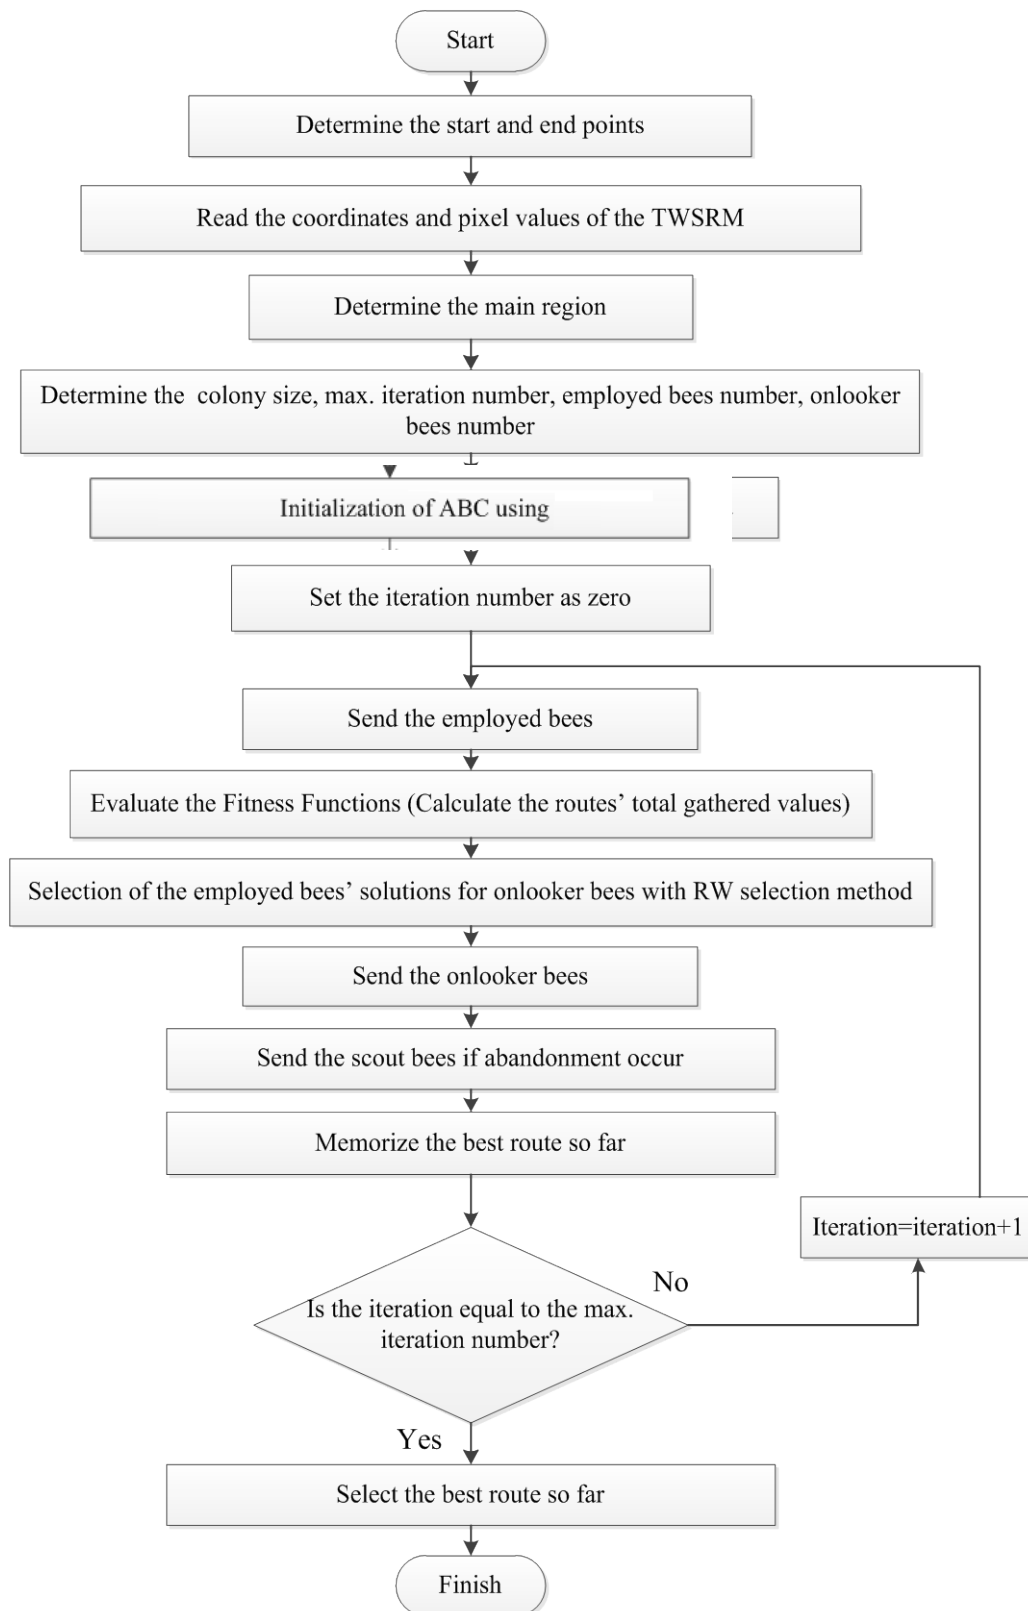 Start
Determine the start and end points
Read the coordinates and pixel values of the TWSRM
Determine the main region
Determine the colony size, max. iteration number, employed bees number, onlooker
bees number
Initialization of ABC using
Set the iteration number as zero
Send the employed bees
Evaluate the Fitness Functions (Calculate the routes’ total gathered values)
Selection of the employed bees’ solutions for onlooker bees with RW selection method
Send the onlooker bees
Send the scout bees if abandonment occur
Memorize the best route so far
Iteration=iteration+1
No
Is the iteration equal to the max.
iteration number?
Yes
Select the best route so far
Finish